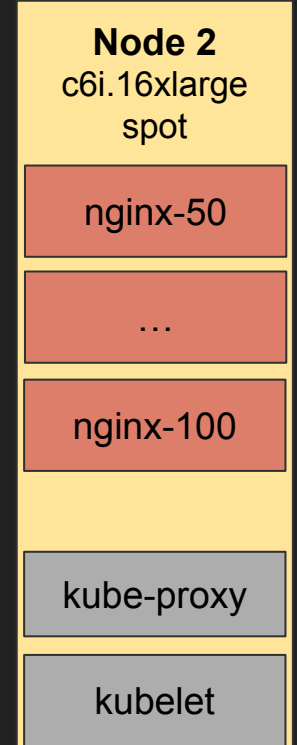 Node 2
c6i.16xlarge
spot
nginx-50
...
nginx-100
kube-proxy
kubelet